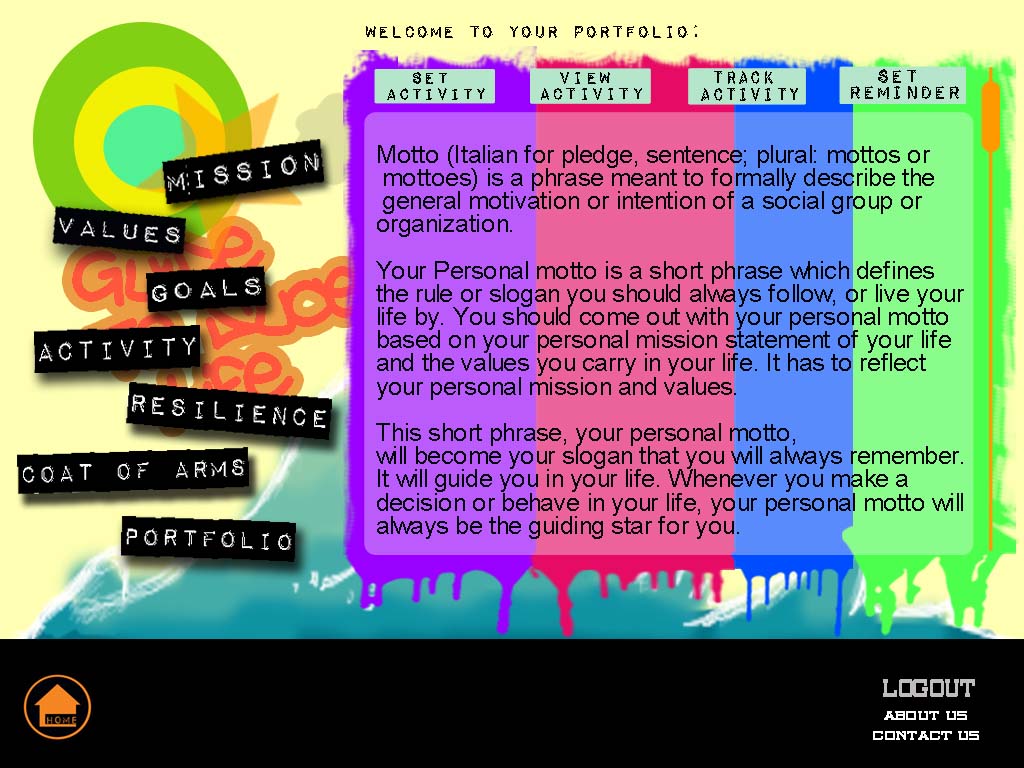 WELCOME TO YOUR PORTFOLIO:
SET
ACTIVITY
VIEW
ACTIVITY
TRACK
ACTIVITY
SET
REMINDER
MISSION
VALUES
GOALS
ACTIVITY
RESILIENCE
COAT OF ARMS
PORTFOLIO
Motto (Italian for pledge, sentence; plural: mottos or
mottoes) is a phrase meant to formally describe the
general motivation or intention of a social group or
organization.
Your Personal motto is a short phrase which defines
the rule or slogan you should always follow, or live your
life by. You should come out with your personal motto
based on your personal mission statement of your life
and the values you carry in your life. It has to reflect
your personal mission and values.
This short phrase, your personal motto,
will become your slogan that you will always remember.
It will guide you in your life. Whenever you make a
decision or behave in your life, your personal motto will
always be the guiding star for you.
HOME
LOGOUT
ABOUT US
CONTACT US